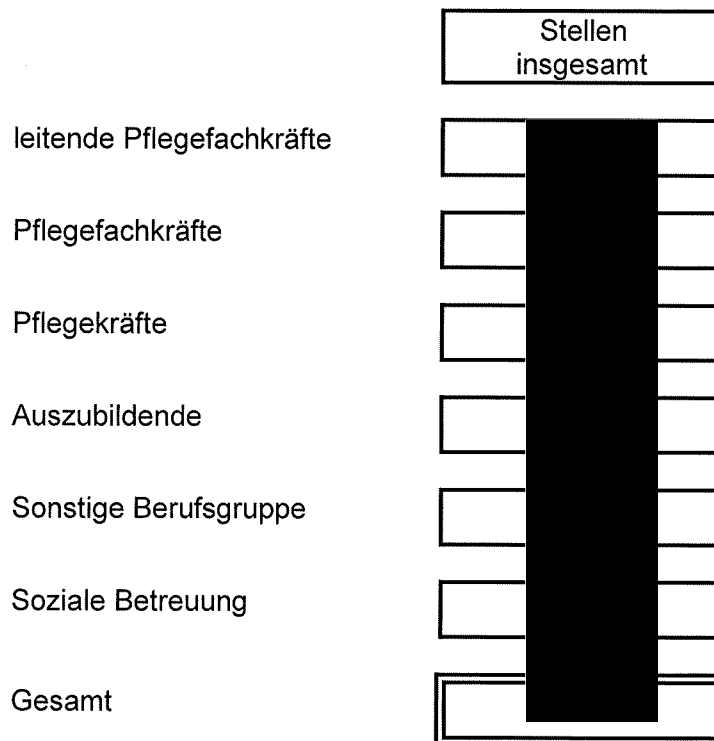 Stellen
insgesamt
leitende Pflegefachkräfte
Pflegefachkräfte
Pflegekräfte
Auszubildende
Sonstige Berufsgruppe
Soziale Betreuung
Gesamt